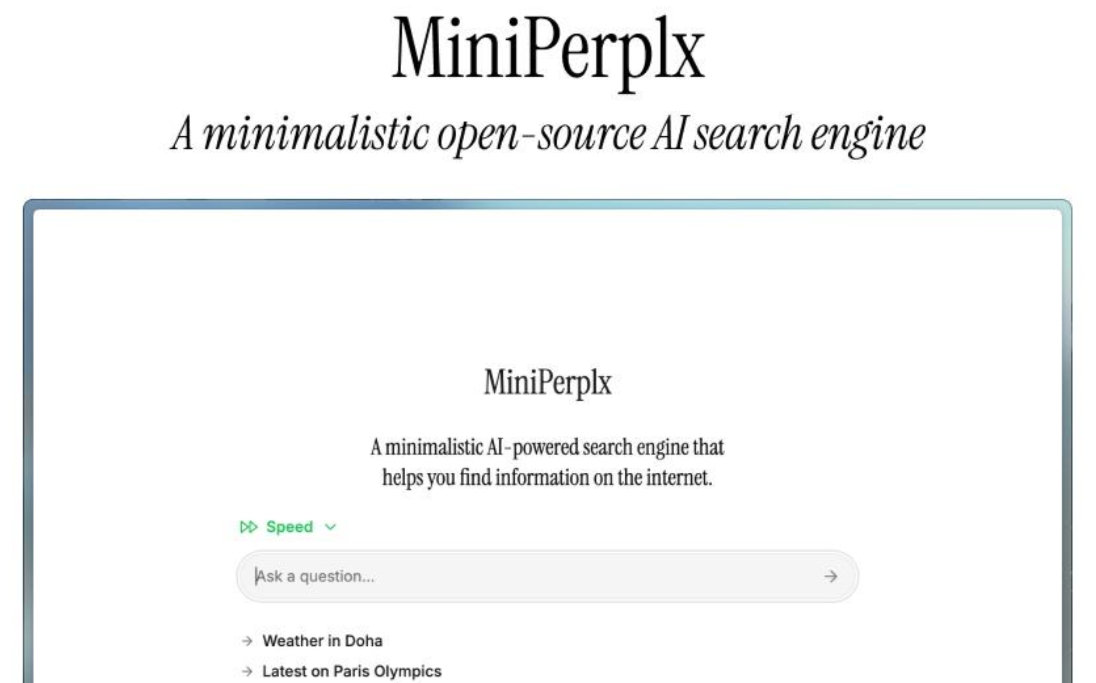 MiniPerplx
A minimalistic open-source AI search engine
MiniPerplx
A minimalistic AI-powered search engine that
helps you find information on the internet.
Speed
Ask a question...
Weather in Doha
Latest on Paris Olympics